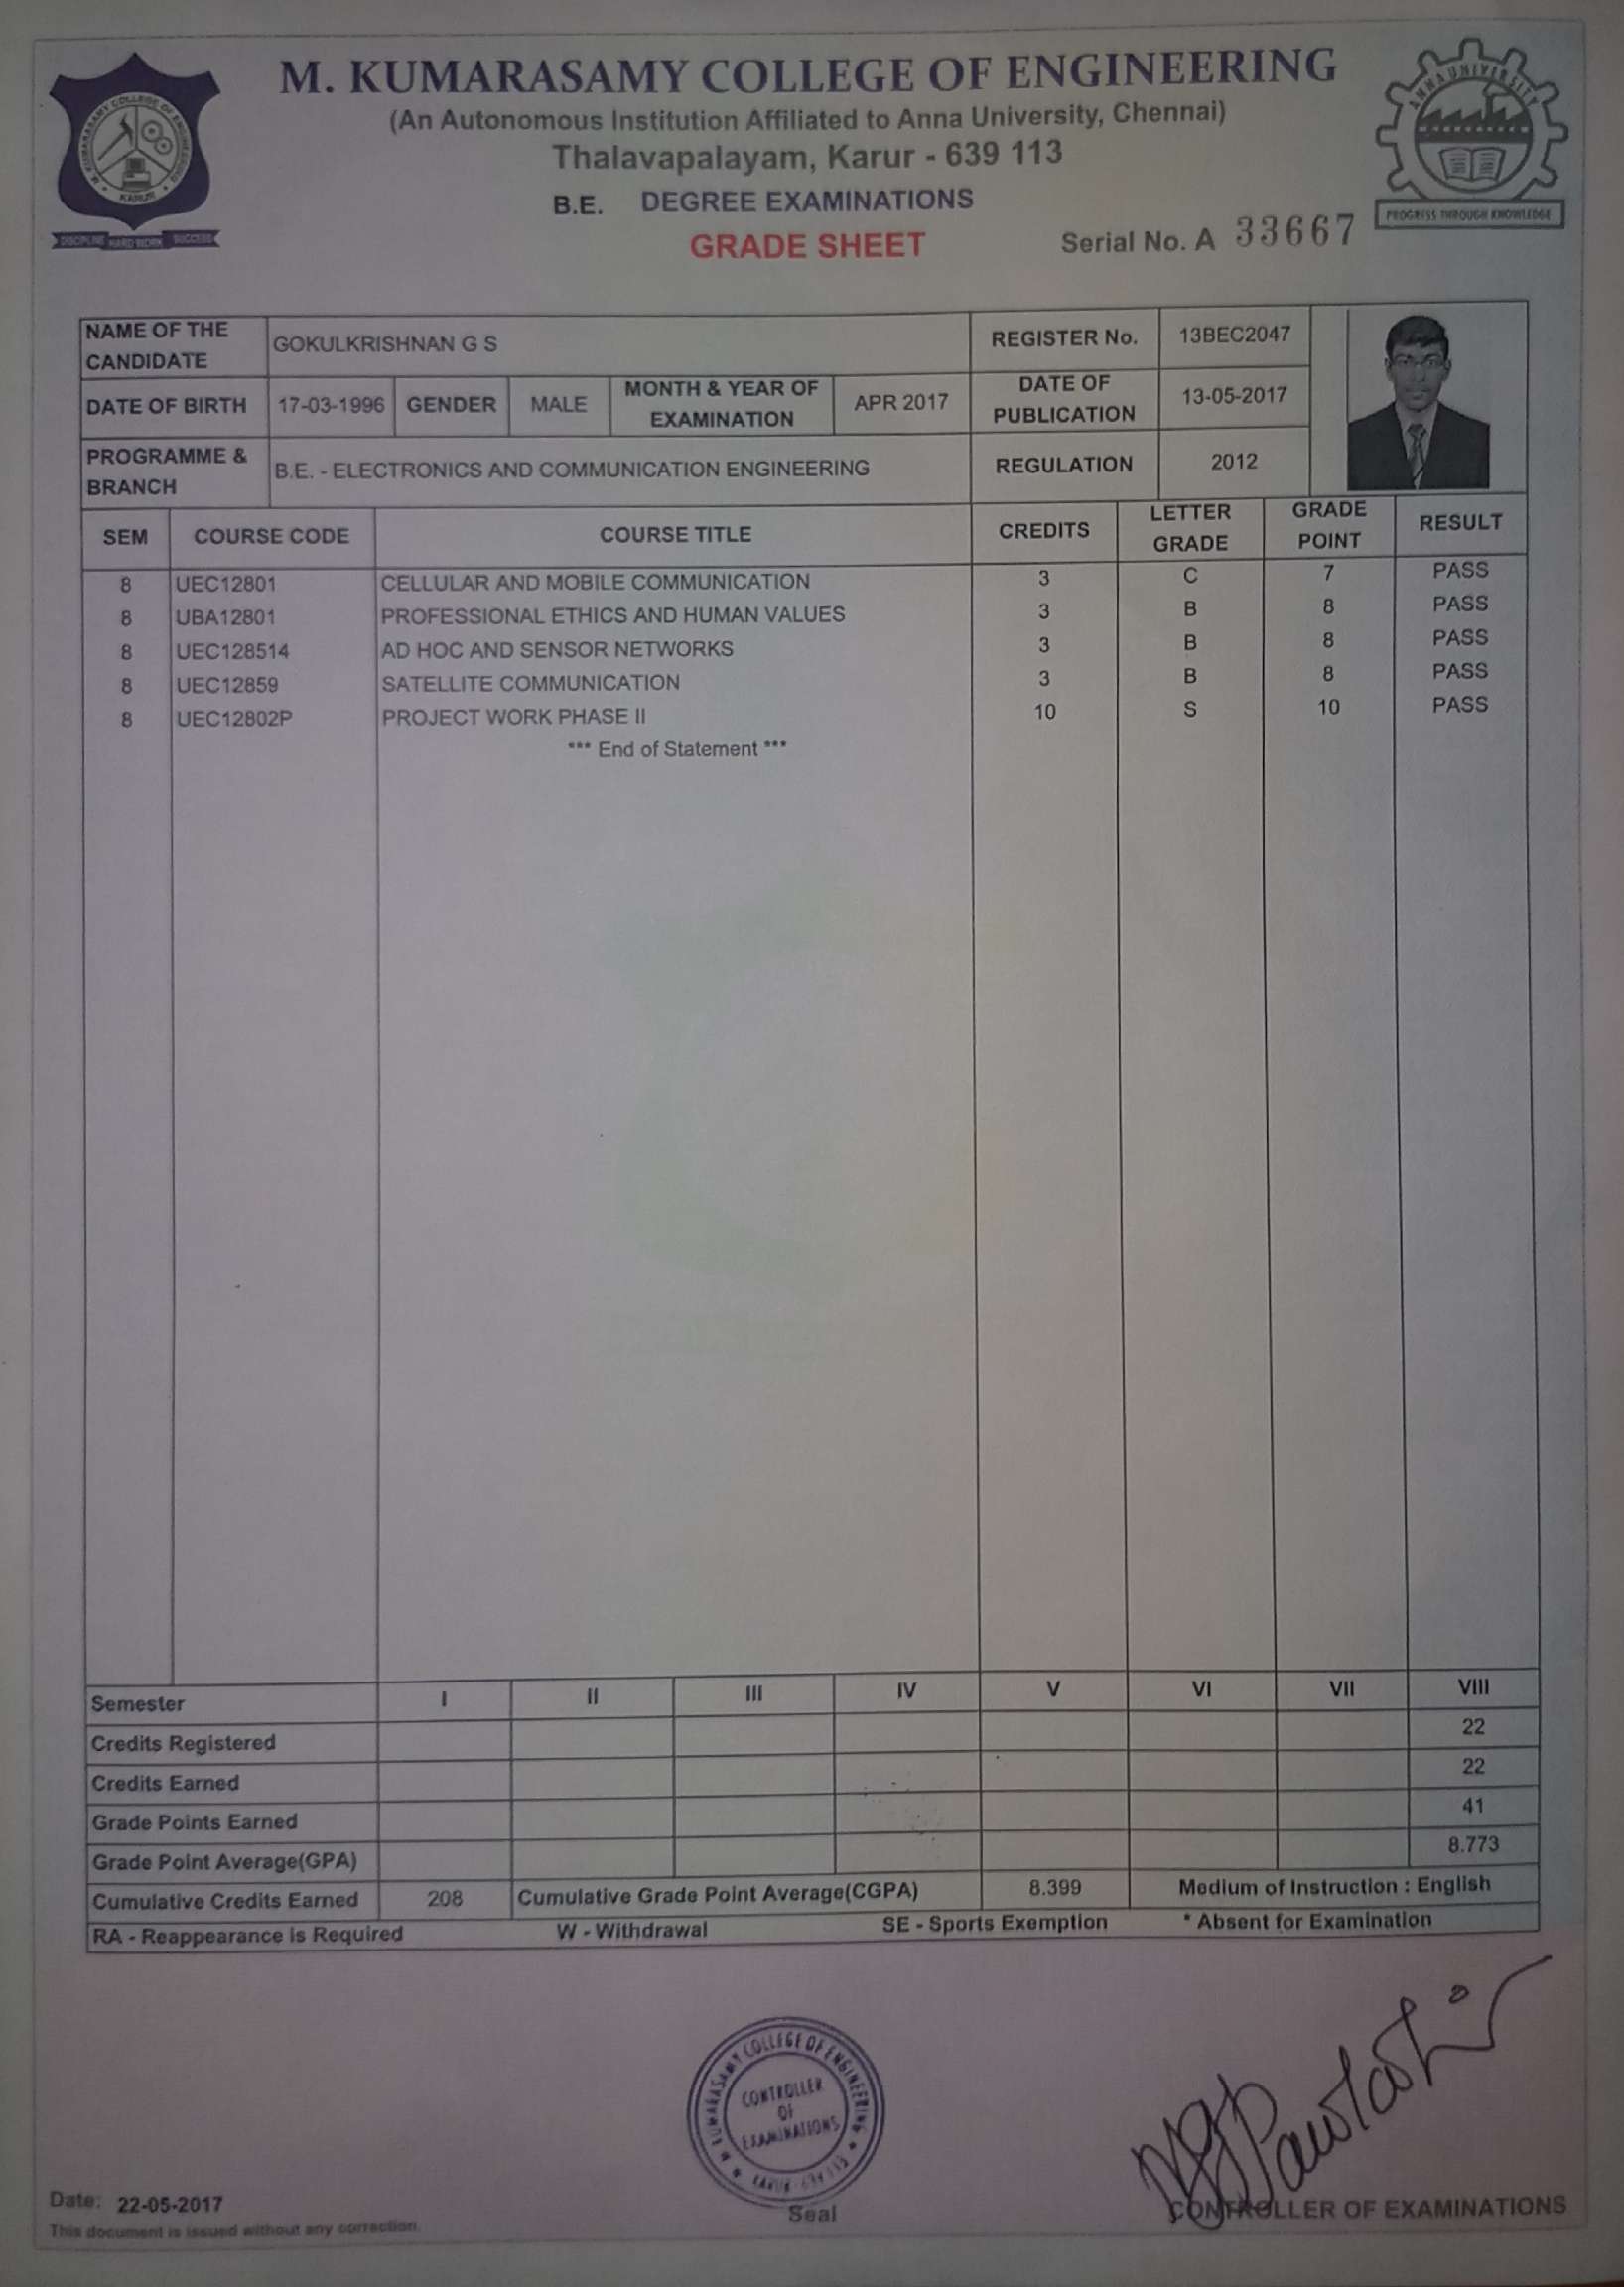 M. KUMARASAMY COLLEGE OF ENGINEERING
(An Autonomous Institution Affiliated to Anna University, Chennai)
Thalavapalayam, Karur - 639 113
B.E. DEGREE EXAMINATIONS
GRADE SHEET
Serial No. A 33667
M. KUMARASAMY COLLEGE OF ENGINEERING
KARUR
DISCIPLINE HARD WORK SUCCESS
ANNA UNIVERSITY
PROGRESS THROUGH KNOWLEDGE
NAME OF THE CANDIDATE GOKULKRISHNAN G S REGISTER No. 13BEC2047
DATE OF BIRTH 17-03-1996 GENDER MALE MONTH & YEAR OF EXAMINATION APR 2017 DATE OF PUBLICATION 13-05-2017
PROGRAMME & BRANCH B.E. - ELECTRONICS AND COMMUNICATION ENGINEERING REGULATION 2012
SEM COURSE CODE COURSE TITLE CREDITS LETTER GRADE GRADE POINT RESULT
8 UEC12801 CELLULAR AND MOBILE COMMUNICATION 3 C 7 PASS
8 UBA12801 PROFESSIONAL ETHICS AND HUMAN VALUES 3 B 8 PASS
8 UEC128514 AD HOC AND SENSOR NETWORKS 3 B 8 PASS
8 UEC12859 SATELLITE COMMUNICATION 3 B 8 PASS
8 UEC12802P PROJECT WORK PHASE II 10 S 10 PASS
*** End of Statement ***
Semester I II III IV V VI VII VIII
Credits Registered 22
Credits Earned 22
Grade Points Earned 41
Grade Point Average(GPA) 8.773
Cumulative Credits Earned 208 Cumulative Grade Point Average(CGPA) 8.399 Medium of Instruction : English
RA - Reappearance is Required W - Withdrawal SE - Sports Exemption * Absent for Examination
M. KUMARASAMY COLLEGE OF ENGINEERING
CONTROLLER
OF
EXAMINATIONS
KARUR - 639 113
Seal
CONTROLLER OF EXAMINATIONS
Date: 22-05-2017
This document is issued without any correction.